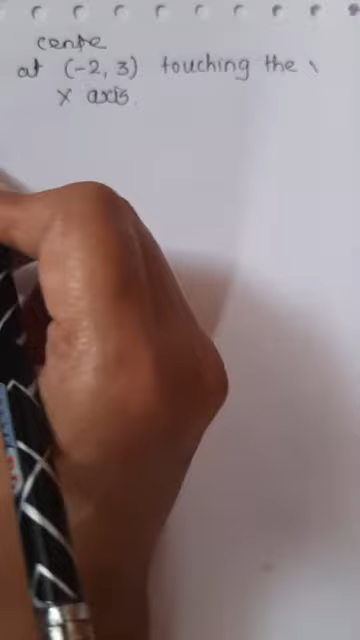 centre
at (-2, 3) touching the
X axis.